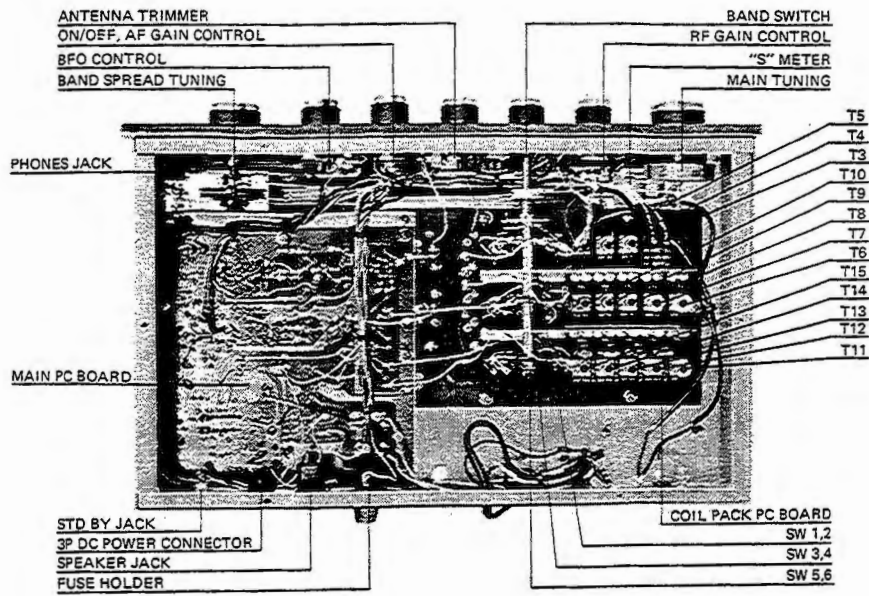 ANTENNA TRIMMER
ON/OFF, AF GAIN CONTROL
BFO CONTROL
BAND SPREAD TUNING
BAND SWITCH
RF GAIN CONTROL
"S" METER
MAIN TUNING
PHONES JACK
MAIN PC BOARD
T5
T4
T3
T10
T9
T8
T7
T6
T15
T14
T13
T12
T11
STD BY JACK
3P DC POWER CONNECTOR
SPEAKER JACK
FUSE HOLDER
COIL PACK PC BOARD
SW 1,2
SW 3,4
SW 5,6